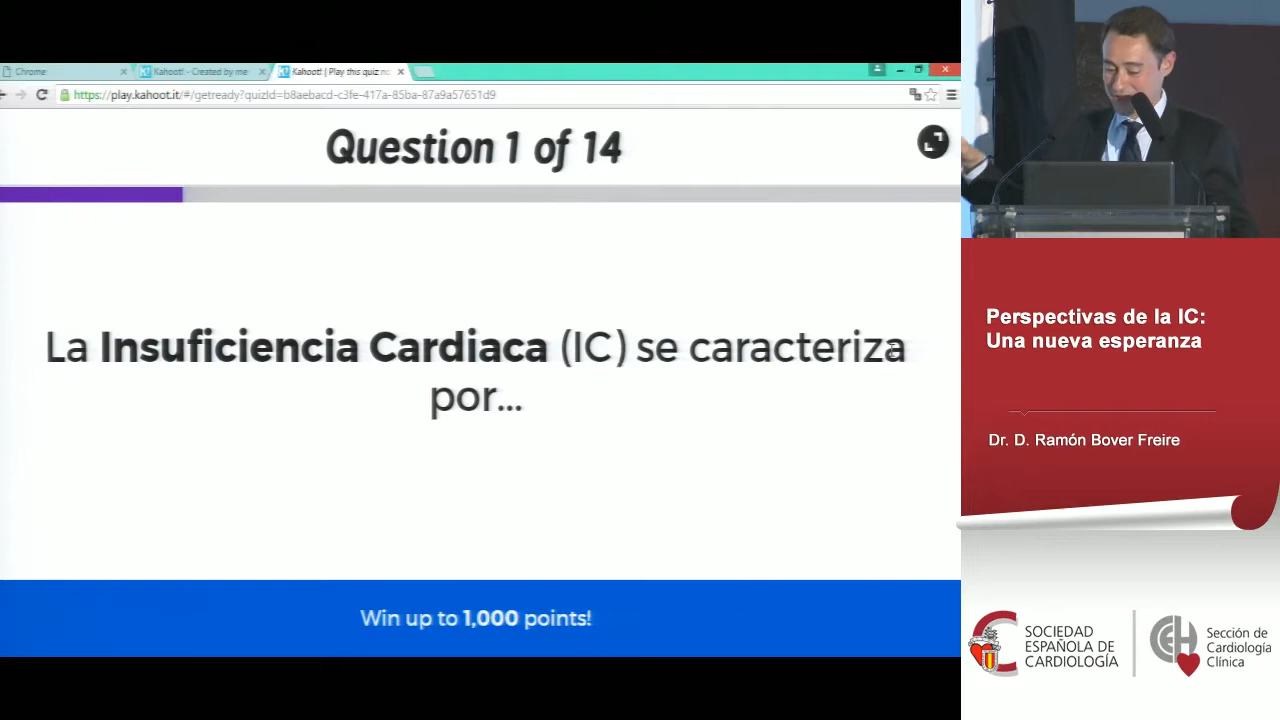 Chrome
Kahoot! - Created by me
Kahoot! | Play this quiz no
https://play.kahoot.it/#/getready?quizId=b8aebacd-c3fe-417a-85ba-87a9a57651d9
Question 1 of 14
La Insuficiencia Cardiaca (IC) se caracteriza
por...
Win up to 1,000 points!
Perspectivas de la IC:
Una nueva esperanza
Dr. D. Ramón Bover Freire
SOCIEDAD
ESPAÑOLA DE
CARDIOLOGÍA
Sección de
Cardiología
Clínica